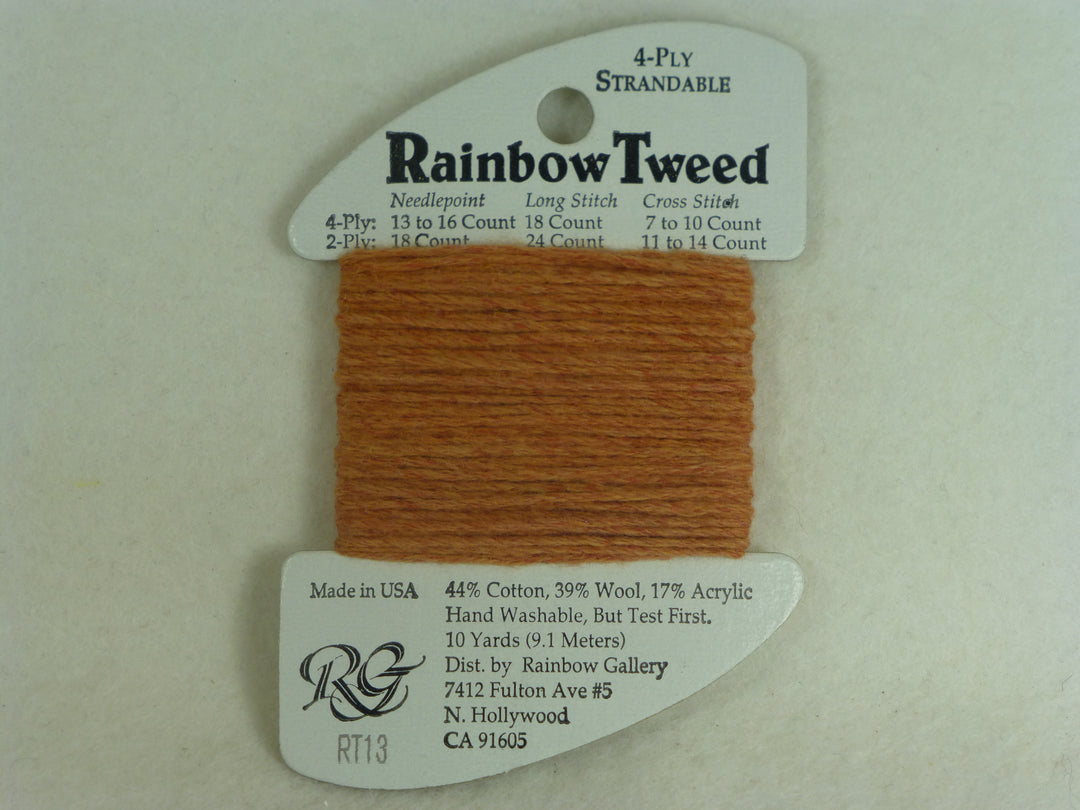 4-Ply
Strandable
Rainbow Tweed
Needlepoint Long Stitch Cross Stitch
4-Ply: 13 to 16 Count 18 Count 7 to 10 Count
2-Ply: 18 Count 24 Count 11 to 14 Count
Made in USA
44% Cotton, 39% Wool, 17% Acrylic
Hand Washable, But Test First.
10 Yards (9.1 Meters)
Dist. by Rainbow Gallery
7412 Fulton Ave #5
N. Hollywood
CA 91605
RG
RT13